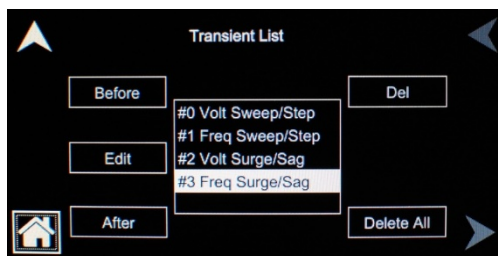 Transient List
Before
Del
#0 Volt Sweep/Step
#1 Freq Sweep/Step
Edit
#2 Volt Surge/Sag
#3 Freq Surge/Sag
After
Delete All